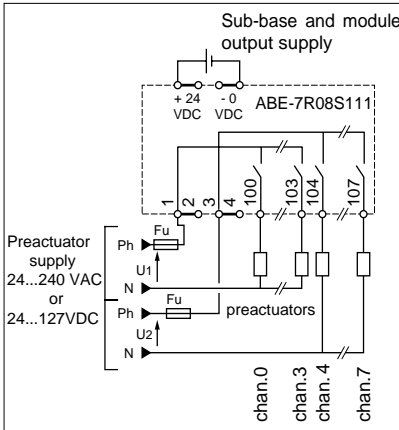 Sub-base and module
output supply
+ 24
VDC
- 0
VDC
ABE-7R08S111
1
2
3
4
100
103
104
107
Preactuator
supply
24...240 VAC
or
24...127VDC
Ph
Fu
U1
N
Ph
Fu
U2
N
preactuators
chan.0
chan.3
chan.4
chan.7